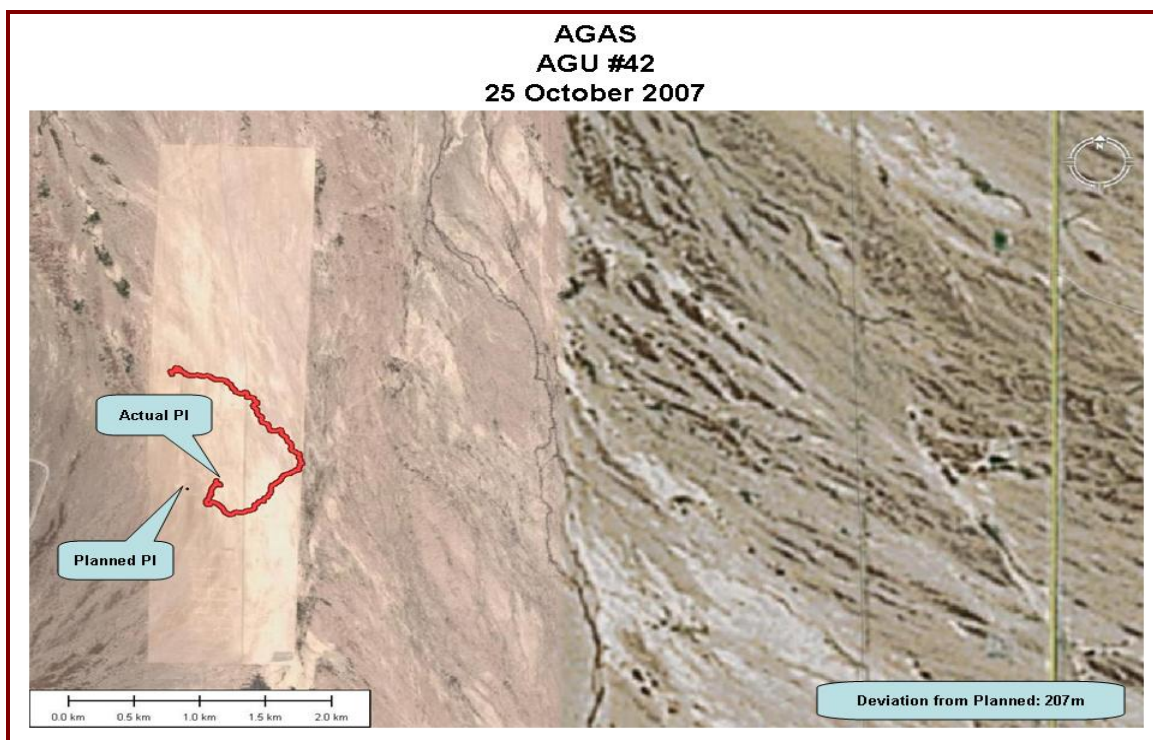 AGAS
AGU #42
25 October 2007
N
Actual PI
Planned PI
0.0 km 0.5 km 1.0 km 1.5 km 2.0 km
Deviation from Planned: 207m